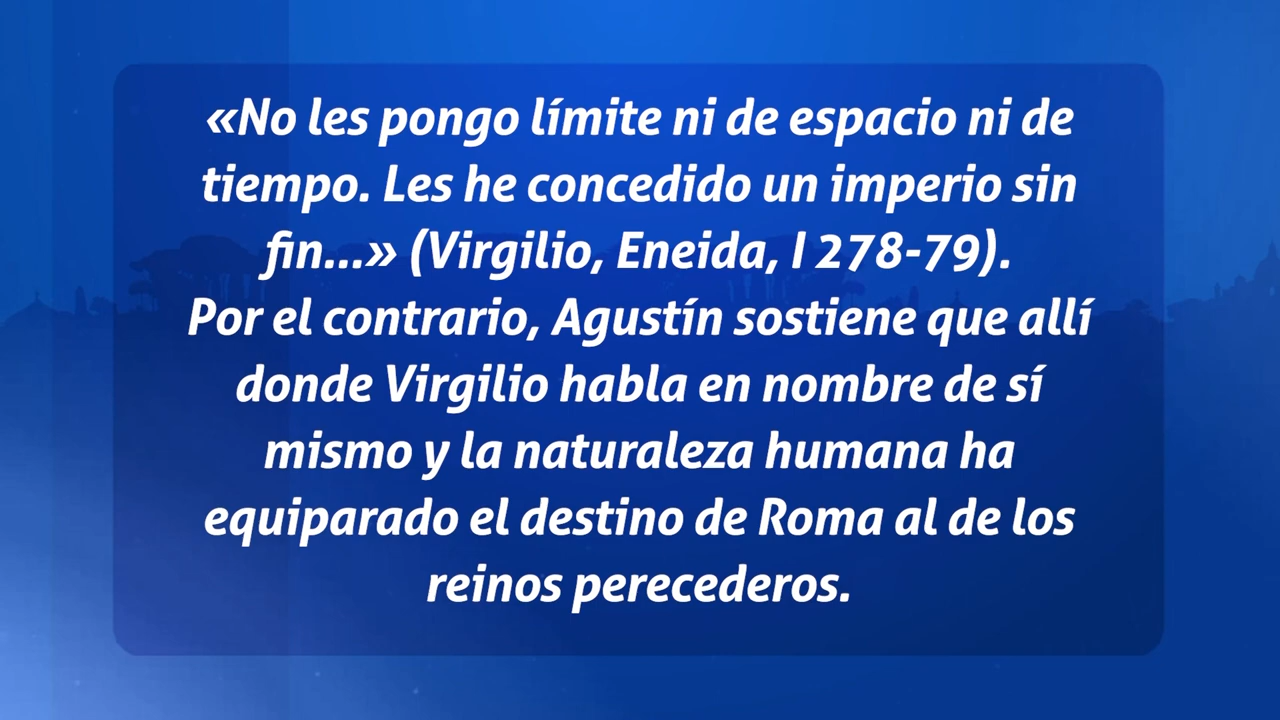 «No les pongo límite ni de espacio ni de
tiempo. Les he concedido un imperio sin
fin...» (Virgilio, Eneida, I 278-79).
Por el contrario, Agustín sostiene que allí
donde Virgilio habla en nombre de sí
mismo y la naturaleza humana ha
equiparado el destino de Roma al de los
reinos perecederos.